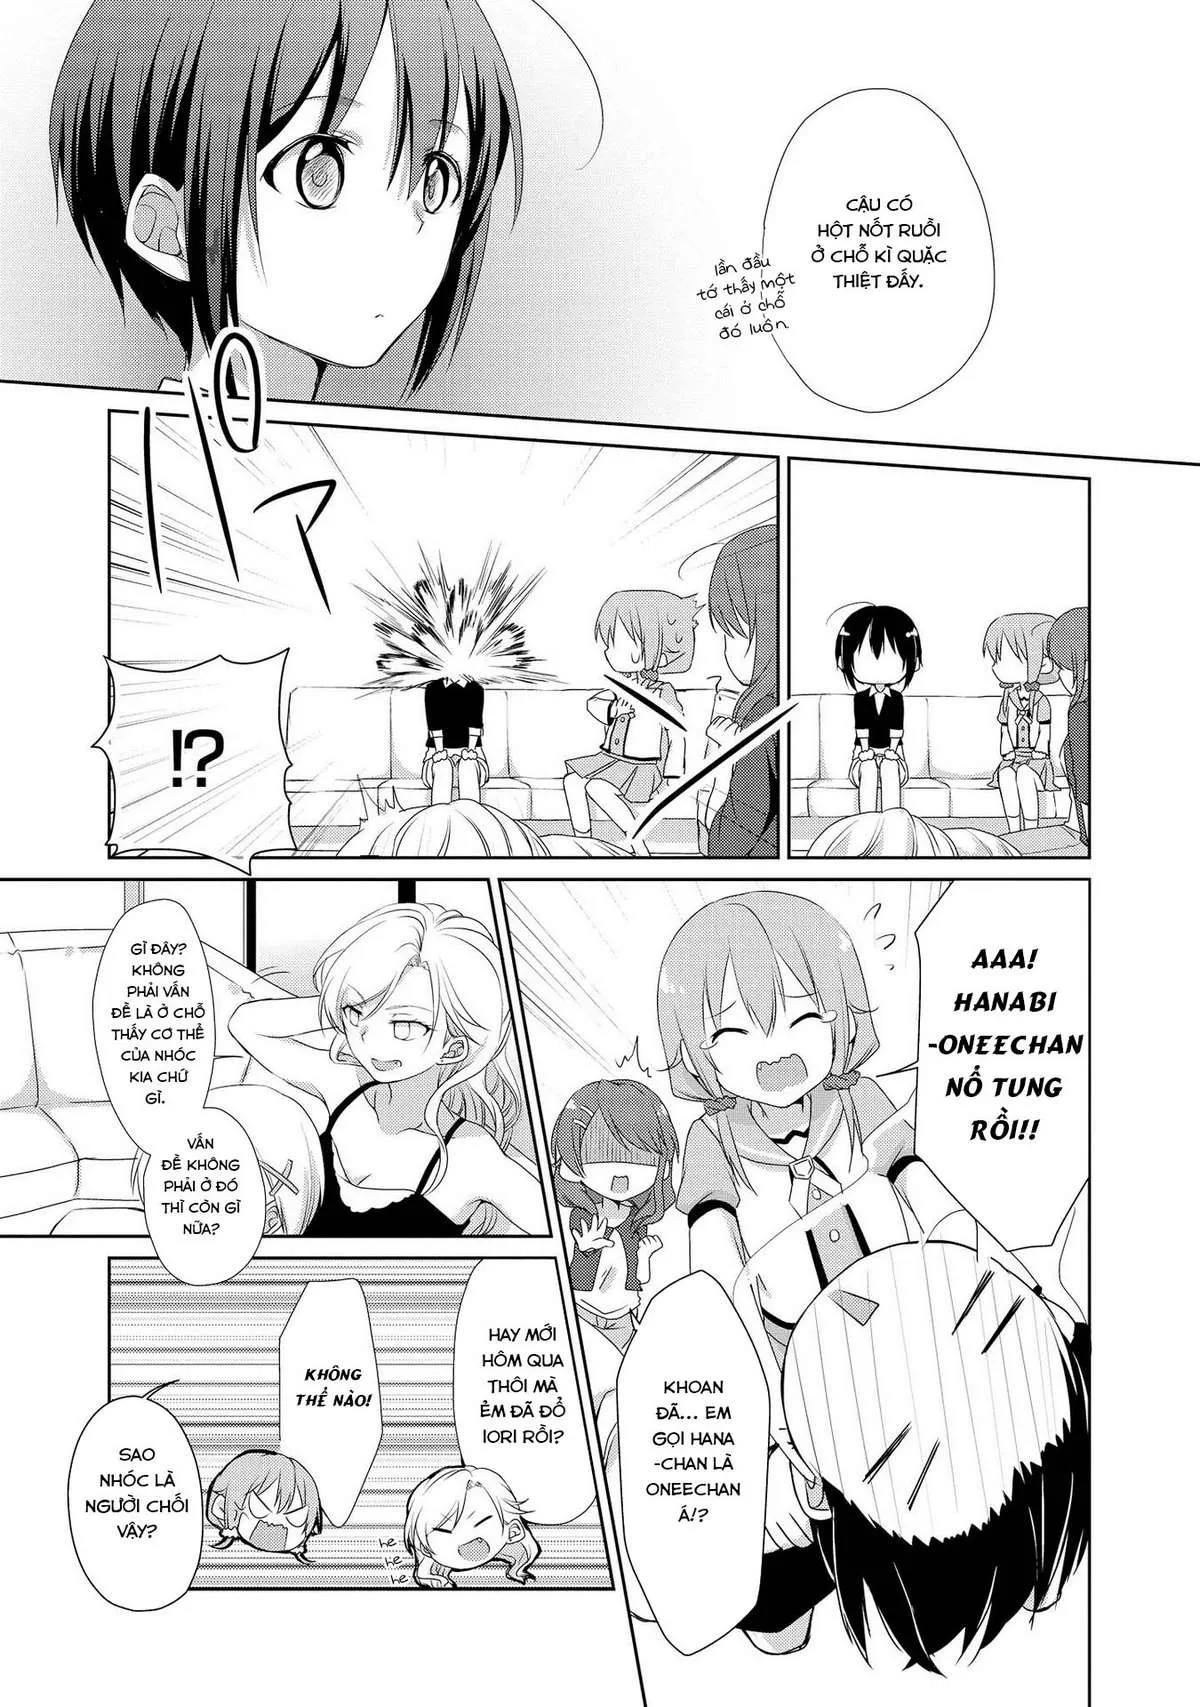 CẬU CÓ
HỘT NỐT RUỒI
Ở CHỖ KÌ QUẶC
THIỆT ĐẤY.
lần đầu
tớ thấy một
cái ở chỗ
đó luôn
パァン
!?
AAA!
HANABI
-ONEECHAN
NỔ TUNG
RỒI!!
KHOAN
ĐÃ... EM
GỌI HANA
-CHAN LÀ
ONEECHAN
Á!?
GÌ ĐÂY?
KHÔNG
PHẢI VẤN
ĐỀ LÀ Ở CHỖ
THẤY CƠ THỂ
CỦA NHÓC
KIA CHỨ
GÌ.
VẤN
ĐỀ KHÔNG
PHẢI Ở ĐÓ
THÌ CÒN GÌ
NỮA?
HAY MỚI
HÔM QUA
THÔI MÀ
ẺM ĐÃ ĐỔ
IORI RỒI?
he
he
he
KHÔNG
THỂ NÀO!
SAO
NHÓC LÀ
NGƯỜI CHỐI
VẬY?